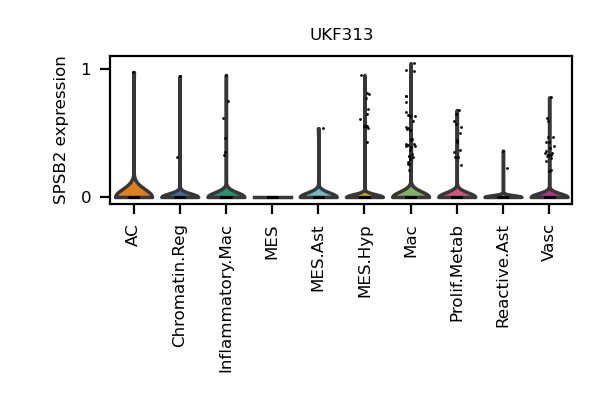 UKF313
SPSB2 expression
1
0
AC
Chromatin.Reg
Inflammatory.Mac
MES
MES.Ast
MES.Hyp
Mac
Prolif.Metab
Reactive.Ast
Vasc